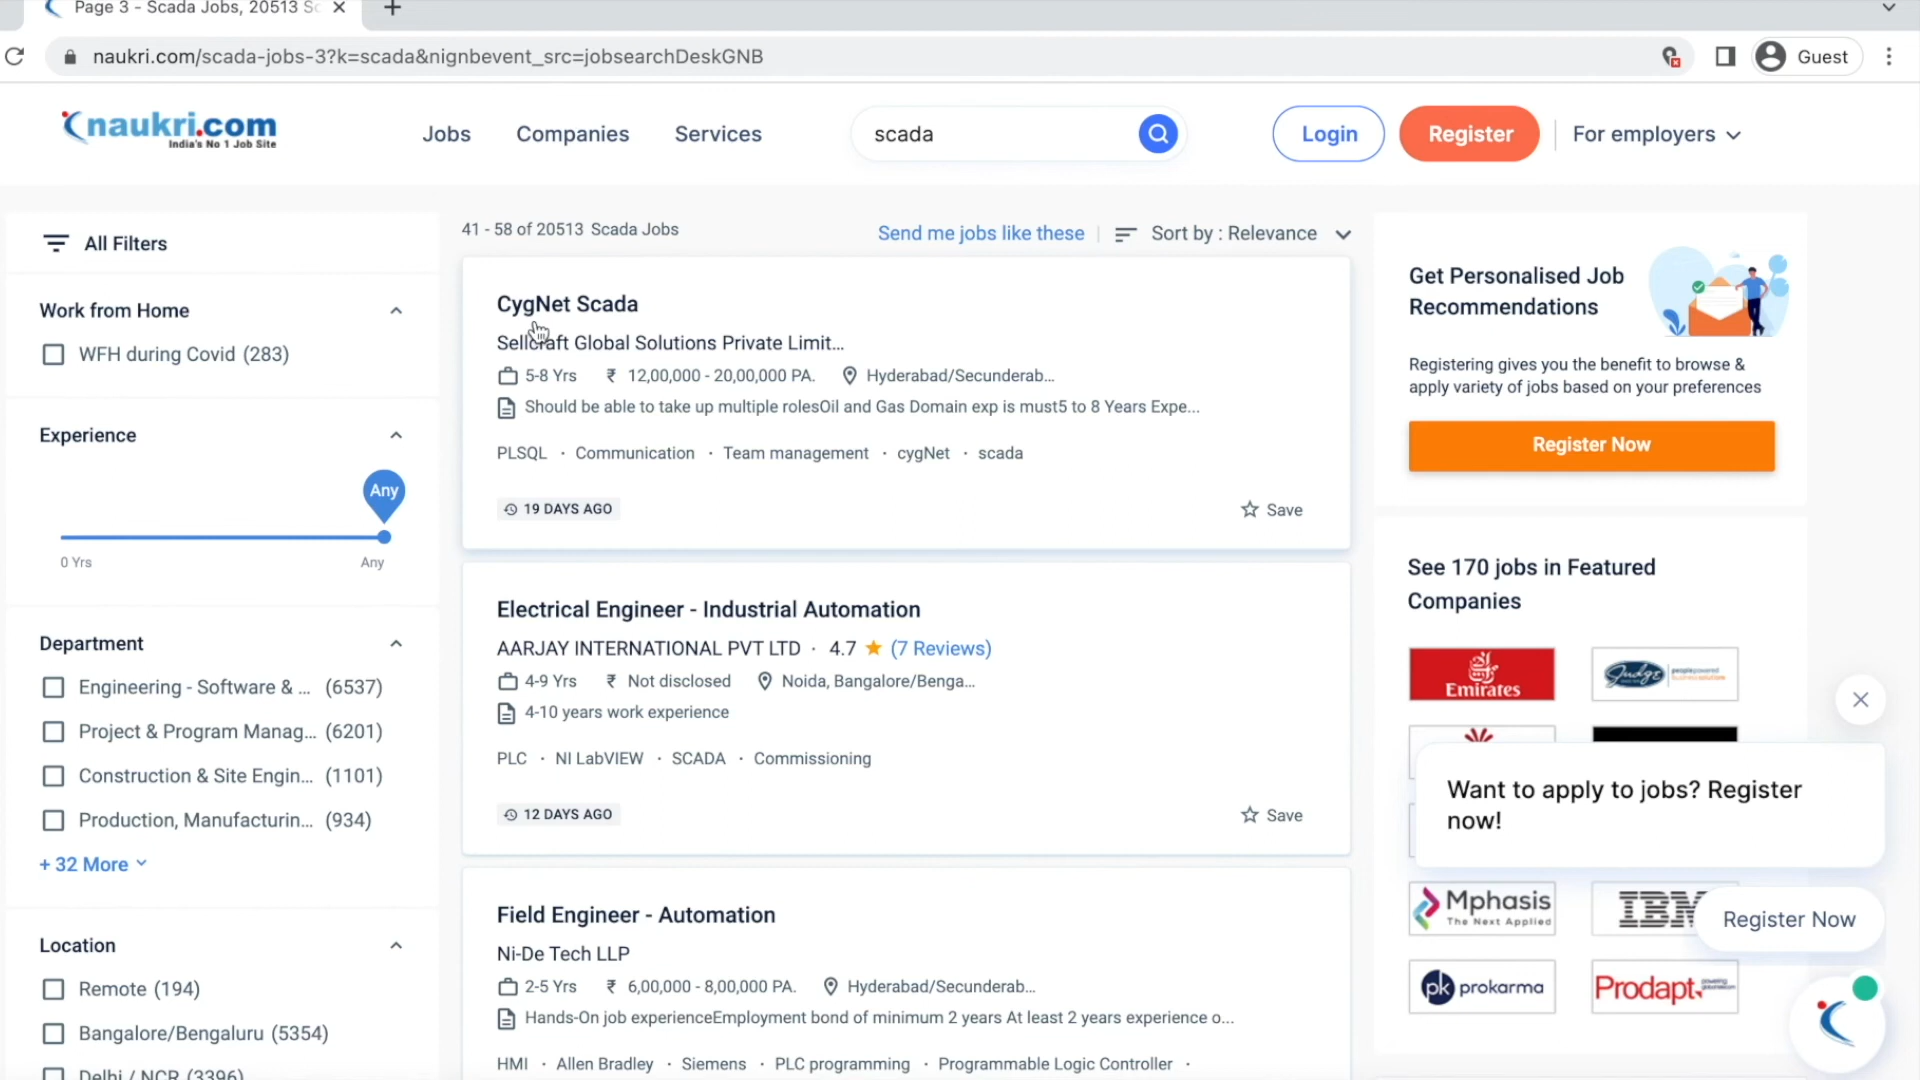 Page 3 - Scada Jobs, 20513 Sc
naukri.com/scada-jobs-3?k=scada&nignbevent_src=jobsearchDeskGNB
Guest
naukri.com
India's No 1 Job Site
Jobs
Companies
Services
scada
Login
Register
For employers
All Filters
Work from Home
WFH during Covid (283)
Experience
Any
0 Yrs
Any
Department
Engineering - Software & ... (6537)
Project & Program Manag... (6201)
Construction & Site Engin... (1101)
Production, Manufacturin... (934)
+ 32 More
Location
Remote (194)
Bangalore/Bengaluru (5354)
Delhi / NCR (3396)
41 - 58 of 20513 Scada Jobs
Send me jobs like these
Sort by : Relevance
CygNet Scada
Sellcraft Global Solutions Private Limit...
5-8 Yrs ₹ 12,00,000 - 20,00,000 PA. Hyderabad/Secunderab...
Should be able to take up multiple rolesOil and Gas Domain exp is must5 to 8 Years Expe...
PLSQL · Communication · Team management · cygNet · scada
19 DAYS AGO
Save
Electrical Engineer - Industrial Automation
AARJAY INTERNATIONAL PVT LTD · 4.7 ★ (7 Reviews)
4-9 Yrs ₹ Not disclosed Noida, Bangalore/Benga...
4-10 years work experience
PLC · NI LabVIEW · SCADA · Commissioning
12 DAYS AGO
Save
Field Engineer - Automation
Ni-De Tech LLP
2-5 Yrs ₹ 6,00,000 - 8,00,000 PA. Hyderabad/Secunderab...
Hands-On job experienceEmployment bond of minimum 2 years At least 2 years experience o...
HMI · Allen Bradley · Siemens · PLC programming · Programmable Logic Controller ·
Get Personalised Job
Recommendations
Registering gives you the benefit to browse &
apply variety of jobs based on your preferences
Register Now
See 170 jobs in Featured
Companies
Emirates
Judge
Want to apply to jobs? Register
now!
Mphasis
The Next Applied
IBM
Register Now
pk prokarma
Prodapt